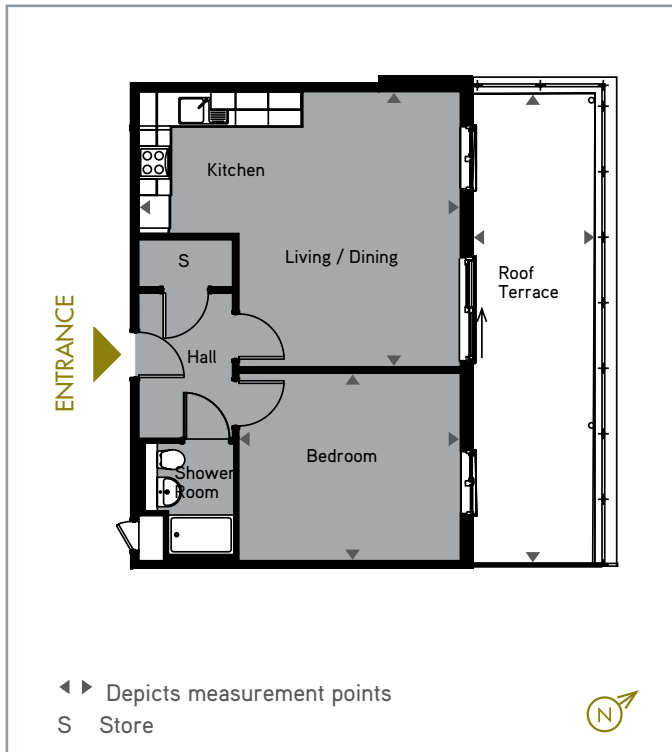 Kitchen
Living / Dining
S
Roof
Terrace
ENTRANCE
Hall
Bedroom
Shower
Room
Depicts measurement points
S Store
N